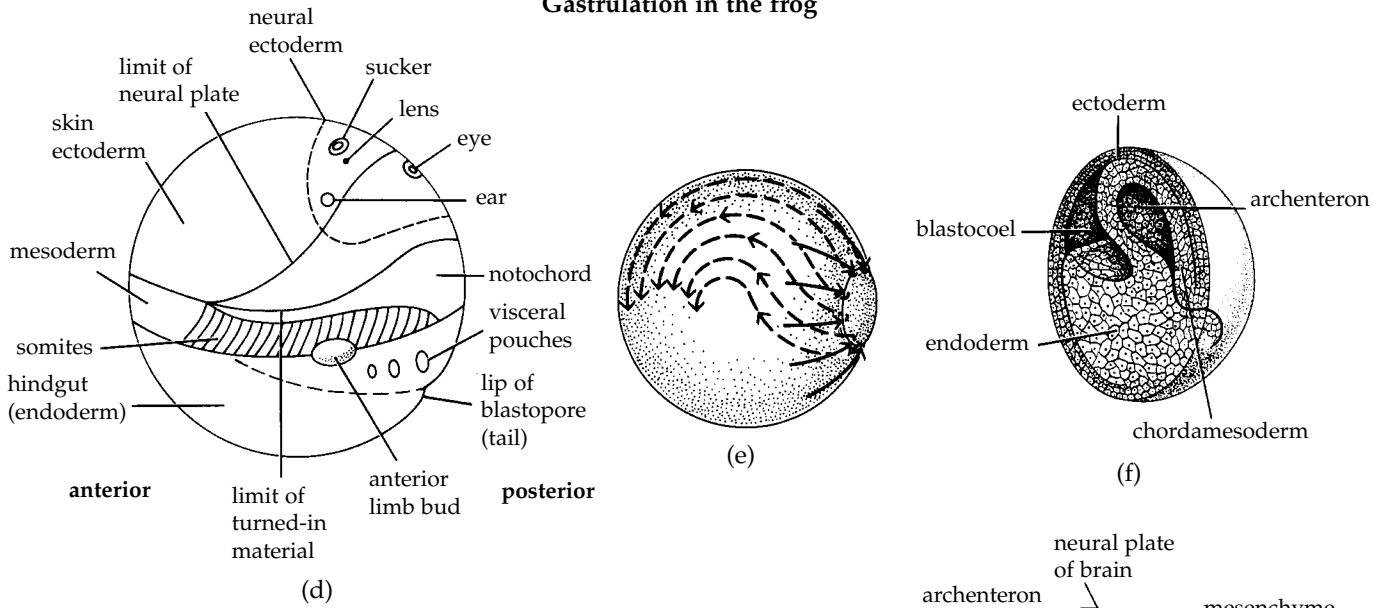 Gastrulation in the frog
neural
ectoderm
sucker
limit of
neural plate
lens
skin
ectoderm
eye
ear
mesoderm
notochord
visceral
pouches
somites
hindgut
(endoderm)
lip of
blastopore
(tail)
anterior
limit of
turned-in
material
anterior
limb bud
posterior
(d)
(e)
ectoderm
archenteron
blastocoel
endoderm
chordamesoderm
(f)
neural plate
of brain
archenteron
mesenchyme